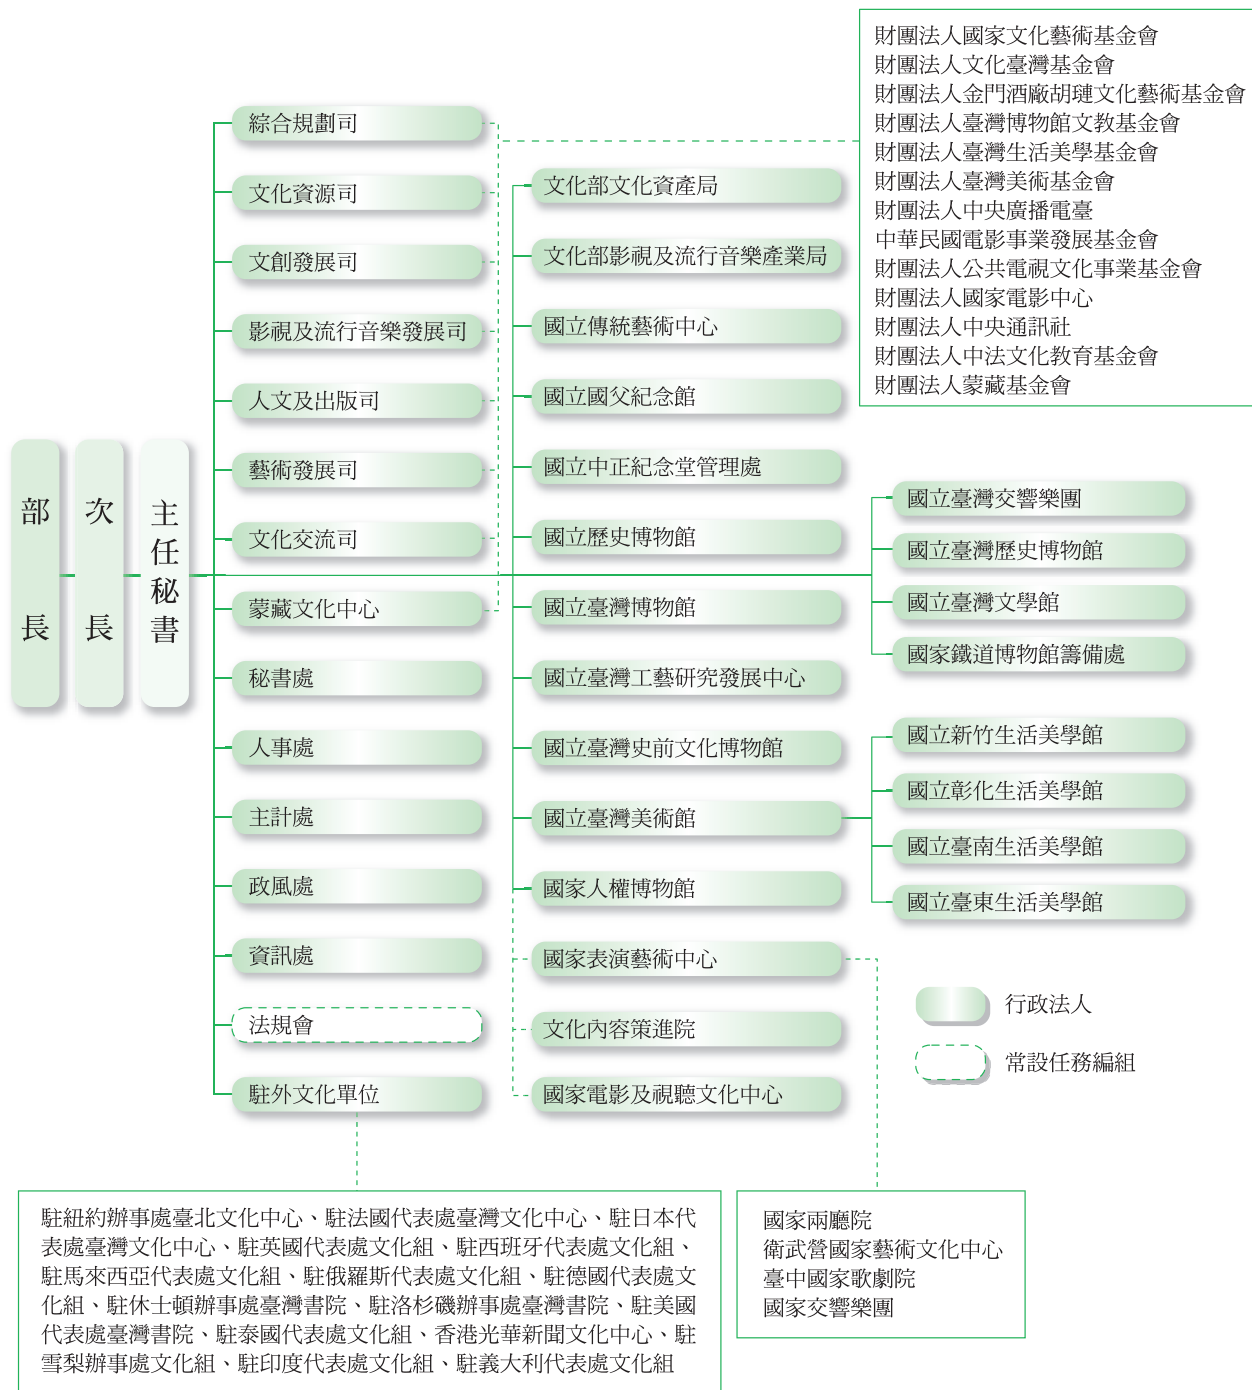 部長
次長
主任秘書
綜合規劃司
文化資源司
文創發展司
影視及流行音樂發展司
人文及出版司
藝術發展司
文化交流司
蒙藏文化中心
秘書處
人事處
主計處
政風處
資訊處
法規會
駐外文化單位
文化部文化資產局
文化部影視及流行音樂產業局
國立傳統藝術中心
國立國父紀念館
國立中正紀念堂管理處
國立歷史博物館
國立臺灣博物館
國立臺灣工藝研究發展中心
國立臺灣史前文化博物館
國立臺灣美術館
國家人權博物館
國家表演藝術中心
文化內容策進院
國家電影及視聽文化中心
財團法人國家文化藝術基金會
財團法人文化臺灣基金會
財團法人金門酒廠胡璉文化藝術基金會
財團法人臺灣博物館文教基金會
財團法人臺灣生活美學基金會
財團法人臺灣美術基金會
財團法人中央廣播電臺
中華民國電影事業發展基金會
財團法人公共電視文化事業基金會
財團法人國家電影中心
財團法人中央通訊社
財團法人中法文化教育基金會
財團法人蒙藏基金會
國立臺灣交響樂團
國立臺灣歷史博物館
國立臺灣文學館
國家鐵道博物館籌備處
國立新竹生活美學館
國立彰化生活美學館
國立臺南生活美學館
國立臺東生活美學館
行政法人
常設任務編組
駐紐約辦事處臺北文化中心、駐法國代表處臺灣文化中心、駐日本代
表處臺灣文化中心、駐英國代表處文化組、駐西班牙代表處文化組、
駐馬來西亞代表處文化組、駐俄羅斯代表處文化組、駐德國代表處文
化組、駐休士頓辦事處臺灣書院、駐洛杉磯辦事處臺灣書院、駐美國
代表處臺灣書院、駐泰國代表處文化組、香港光華新聞文化中心、駐
雪梨辦事處文化組、駐印度代表處文化組、駐義大利代表處文化組
國家兩廳院
衛武營國家藝術文化中心
臺中國家歌劇院
國家交響樂團